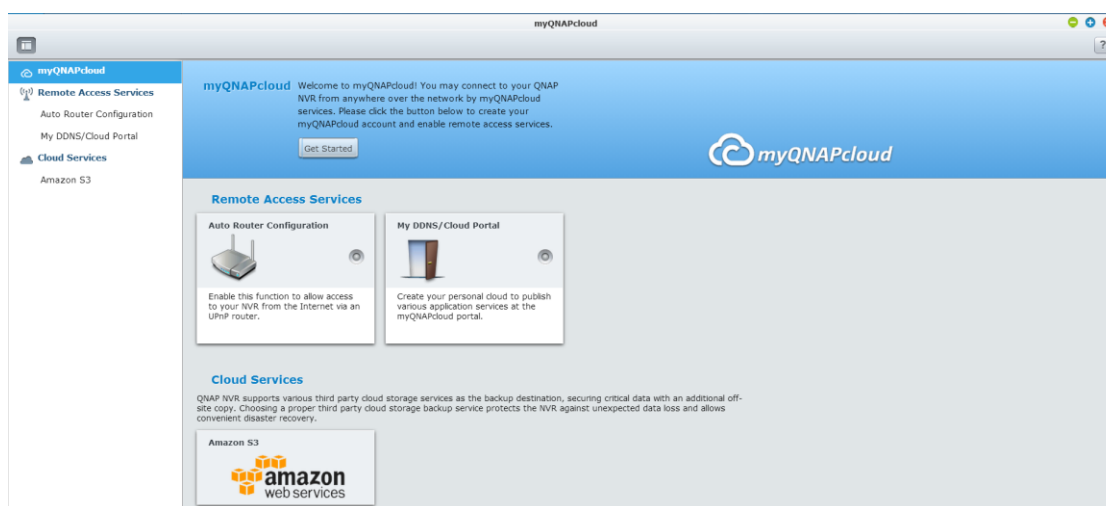 myQNAPcloud
?
myQNAPcloud
Remote Access Services
Auto Router Configuration
My DDNS/Cloud Portal
Cloud Services
Amazon S3
myQNAPcloud
Welcome to myQNAPcloud! You may connect to your QNAP
NVR from anywhere over the network by myQNAPcloud
services. Please click the button below to create your
myQNAPcloud account and enable remote access services.
Get Started
myQNAPcloud
Remote Access Services
Auto Router Configuration
Enable this function to allow access
to your NVR from the Internet via an
UPnP router.
My DDNS/Cloud Portal
Create your personal cloud to publish
various application services at the
myQNAPcloud portal.
Cloud Services
QNAP NVR supports various third party cloud storage services as the backup destination, securing critical data with an additional off-
site copy. Choosing a proper third party cloud storage backup service protects the NVR against unexpected data loss and allows
convenient disaster recovery.
Amazon S3
amazon
web services